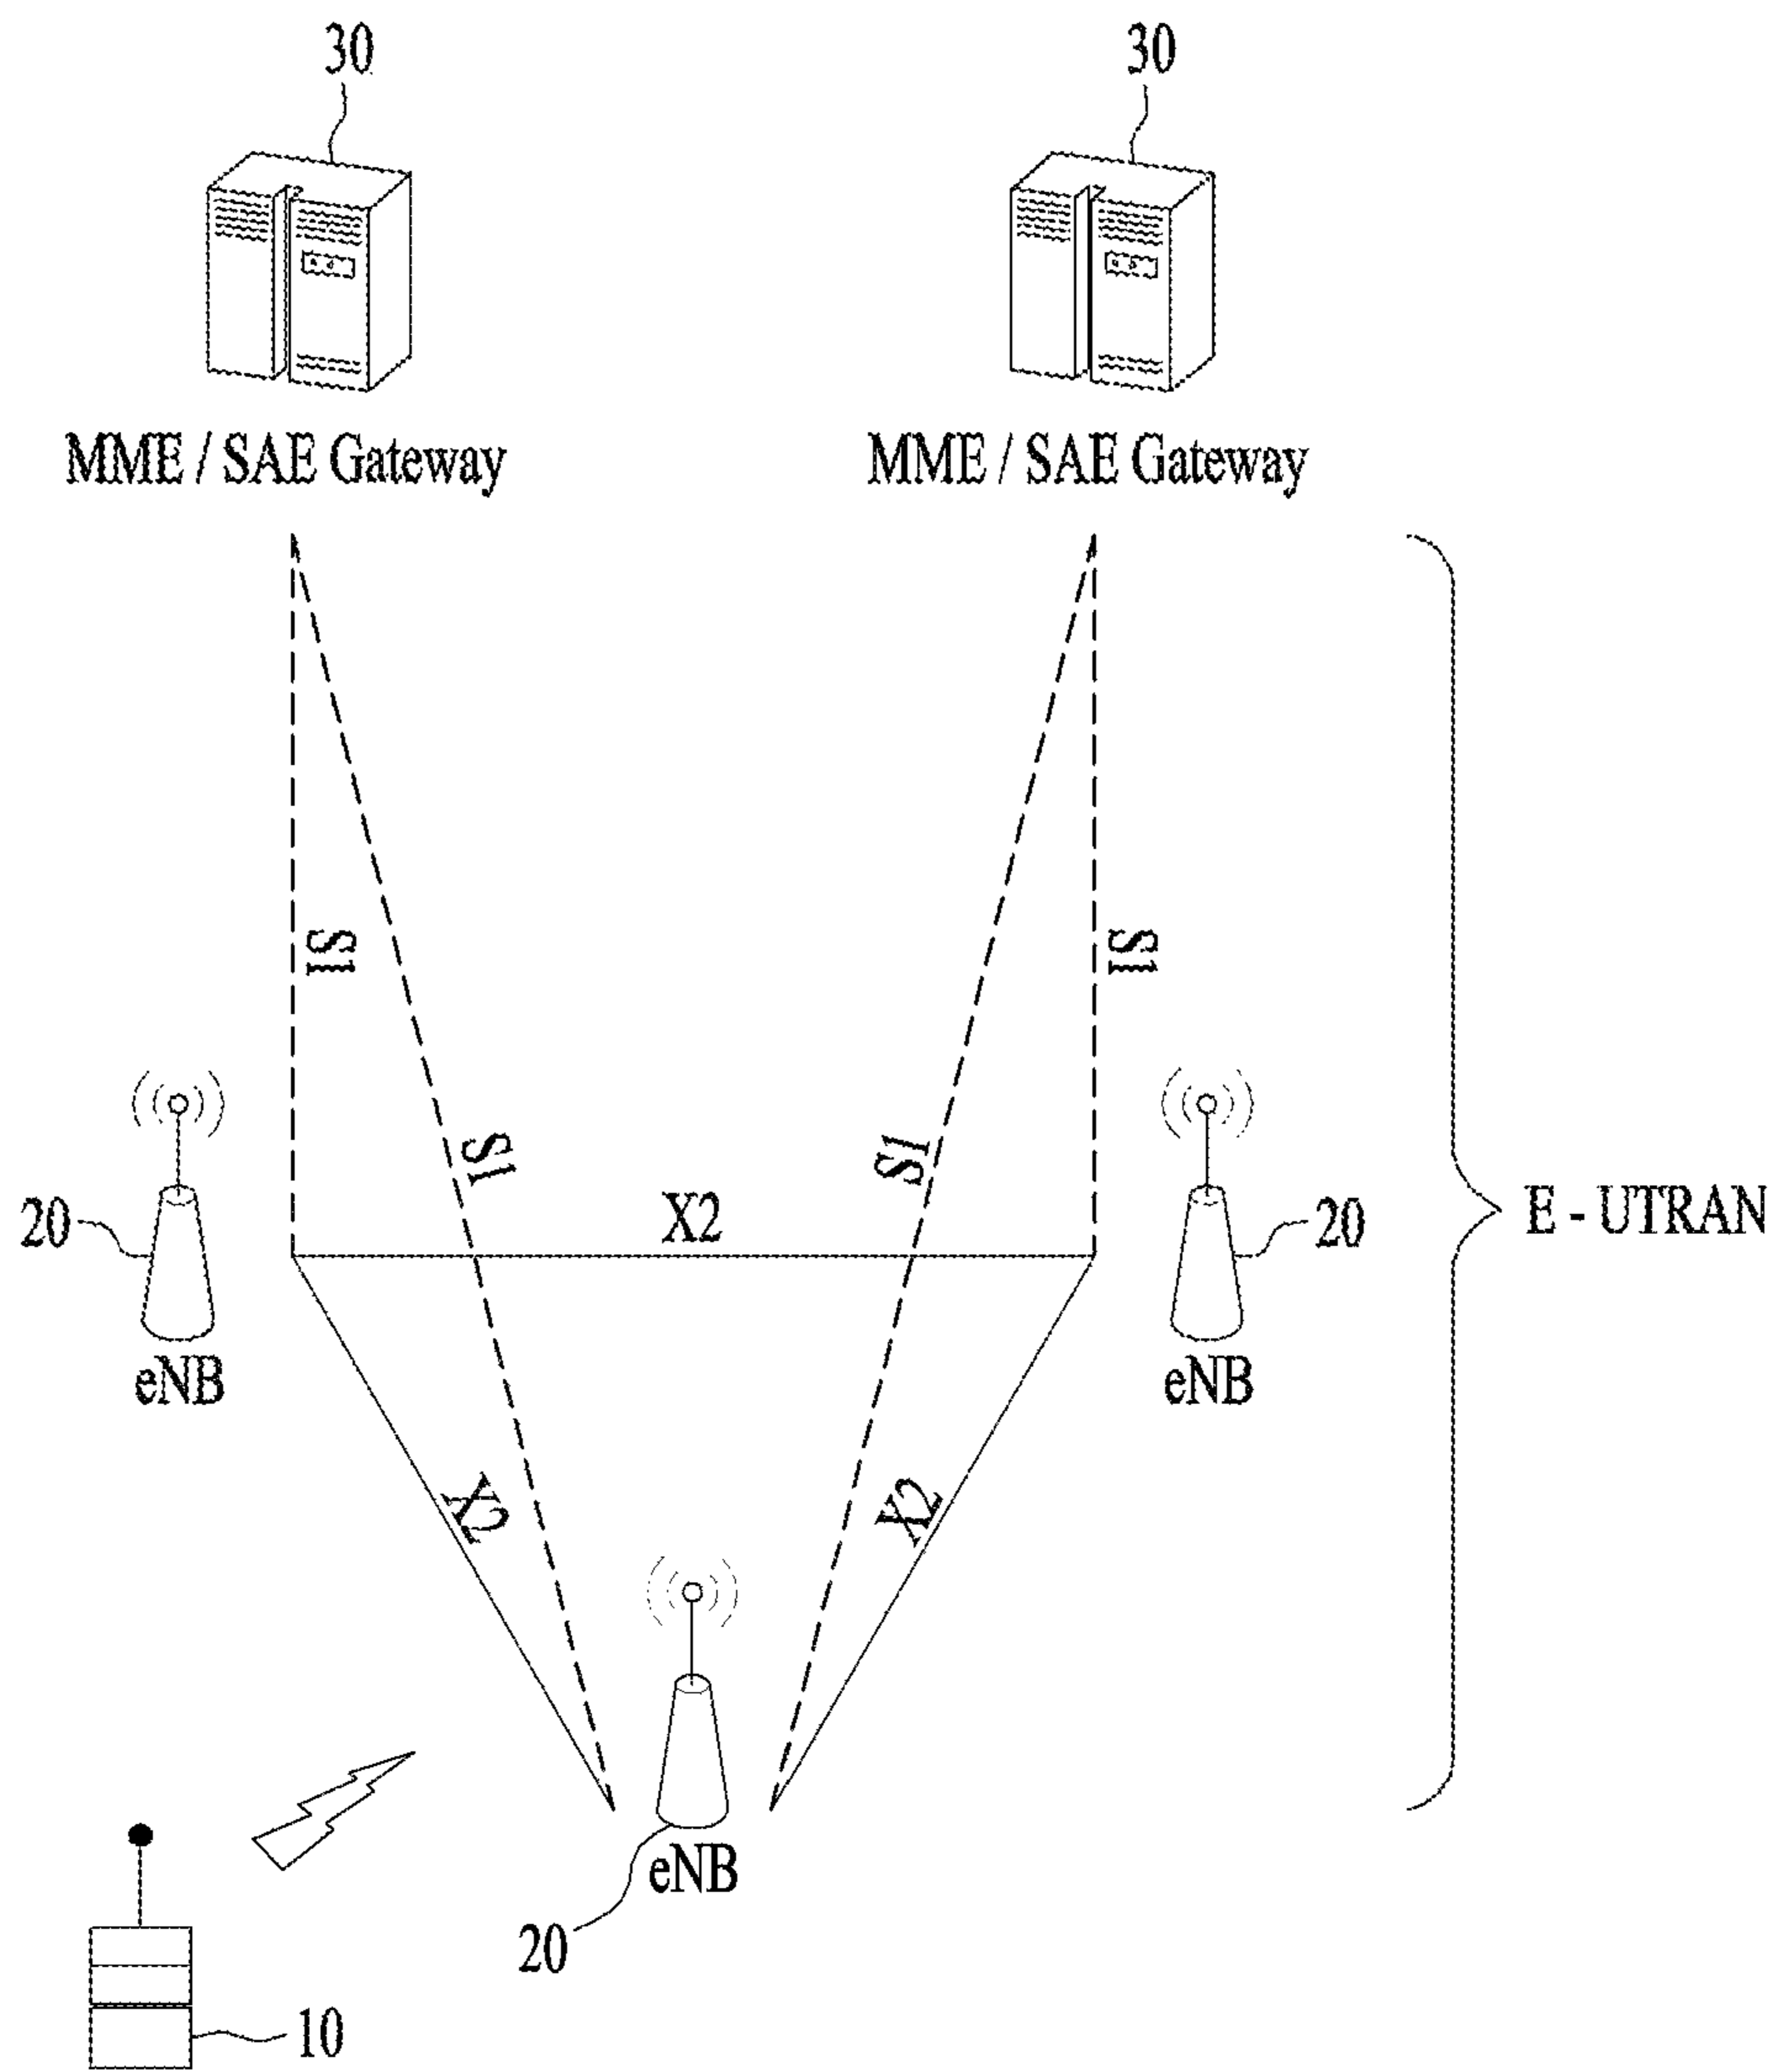 30
30
MME / SAE Gateway
MME / SAE Gateway
S1
S1
S1
S1
X2
20
20
E - UTRAN
eNB
eNB
X2
X2
eNB
20
10